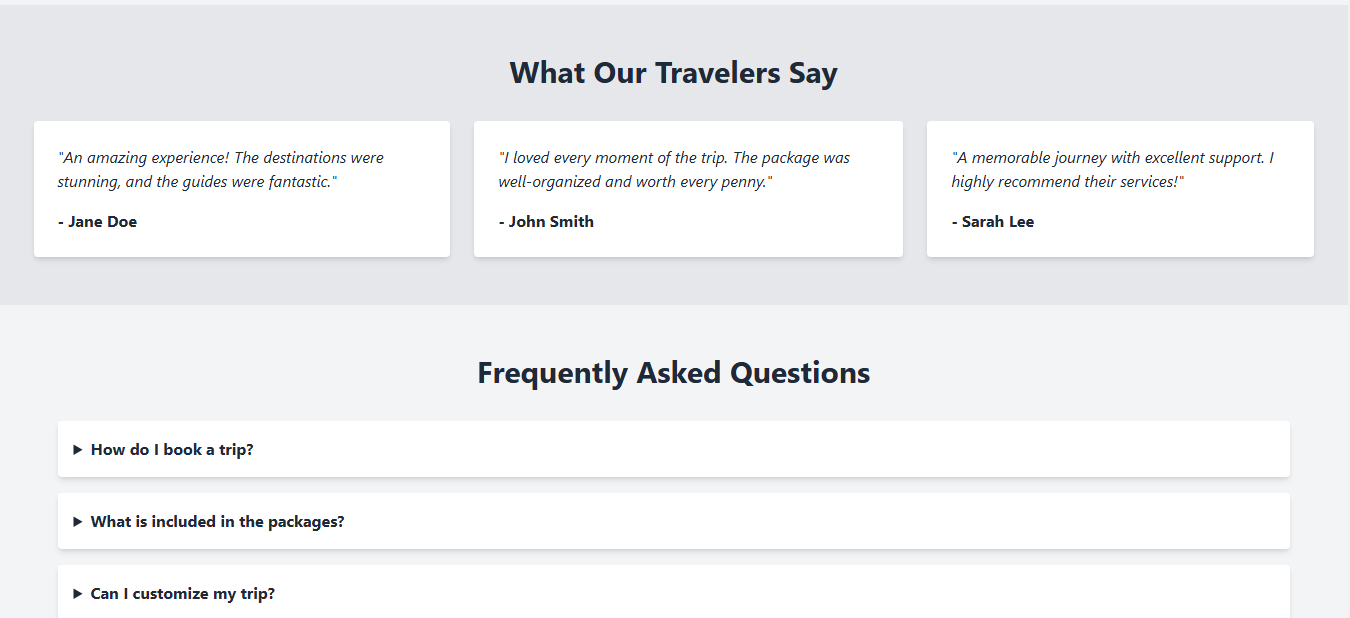 What Our Travelers Say
"An amazing experience! The destinations were
stunning, and the guides were fantastic."
- Jane Doe
"I loved every moment of the trip. The package was
well-organized and worth every penny."
- John Smith
"A memorable journey with excellent support. I
highly recommend their services!"
- Sarah Lee
Frequently Asked Questions
How do I book a trip?
What is included in the packages?
Can I customize my trip?